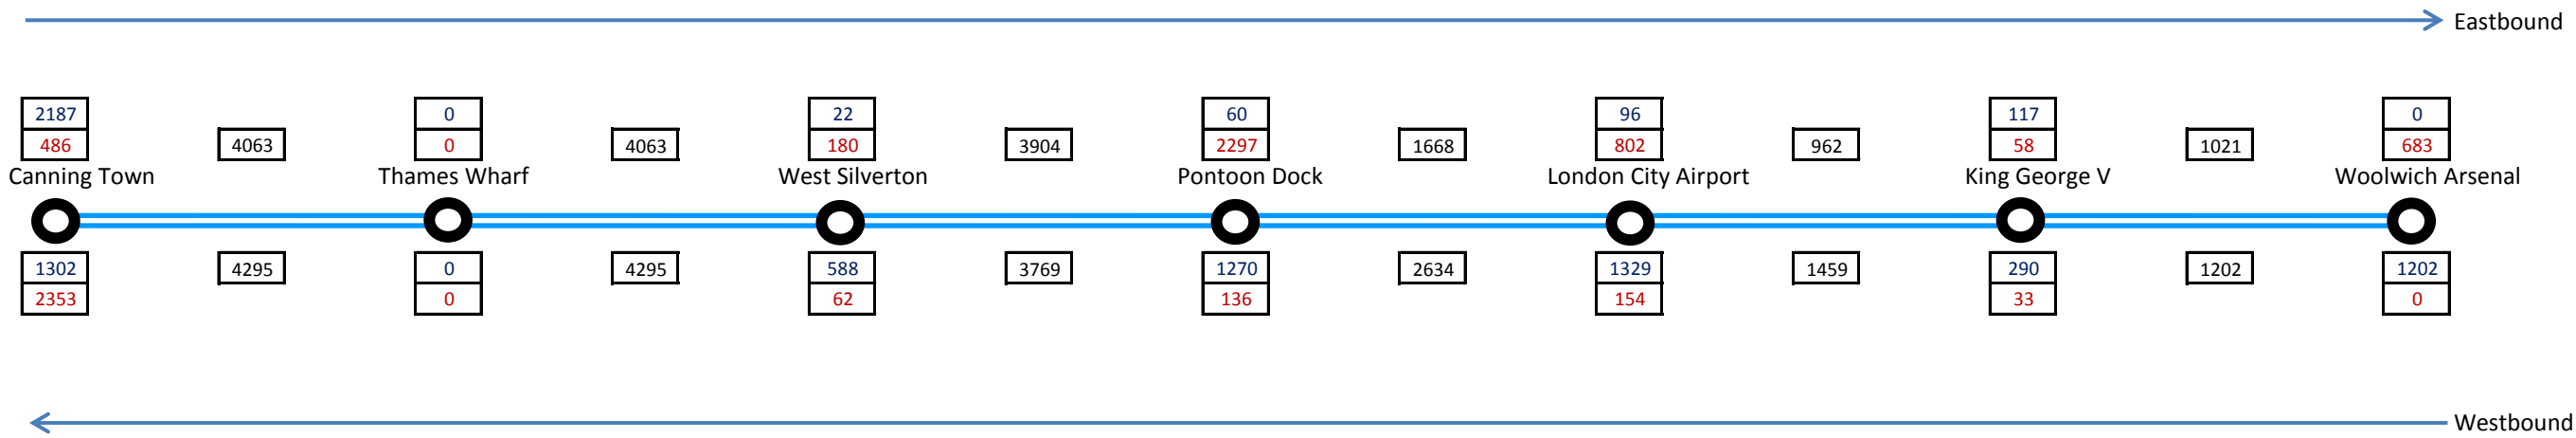 Eastbound
2187 0 22 60 96 117 0
486 4063 0 4063 180 3904 2297 1668 802 962 58 1021 683
Canning Town Thames Wharf West Silverton Pontoon Dock London City Airport King George V Woolwich Arsenal
1302 4295 0 4295 588 3769 1270 2634 1329 1459 290 1202 1202
2353 0 62 136 154 33 0
Westbound